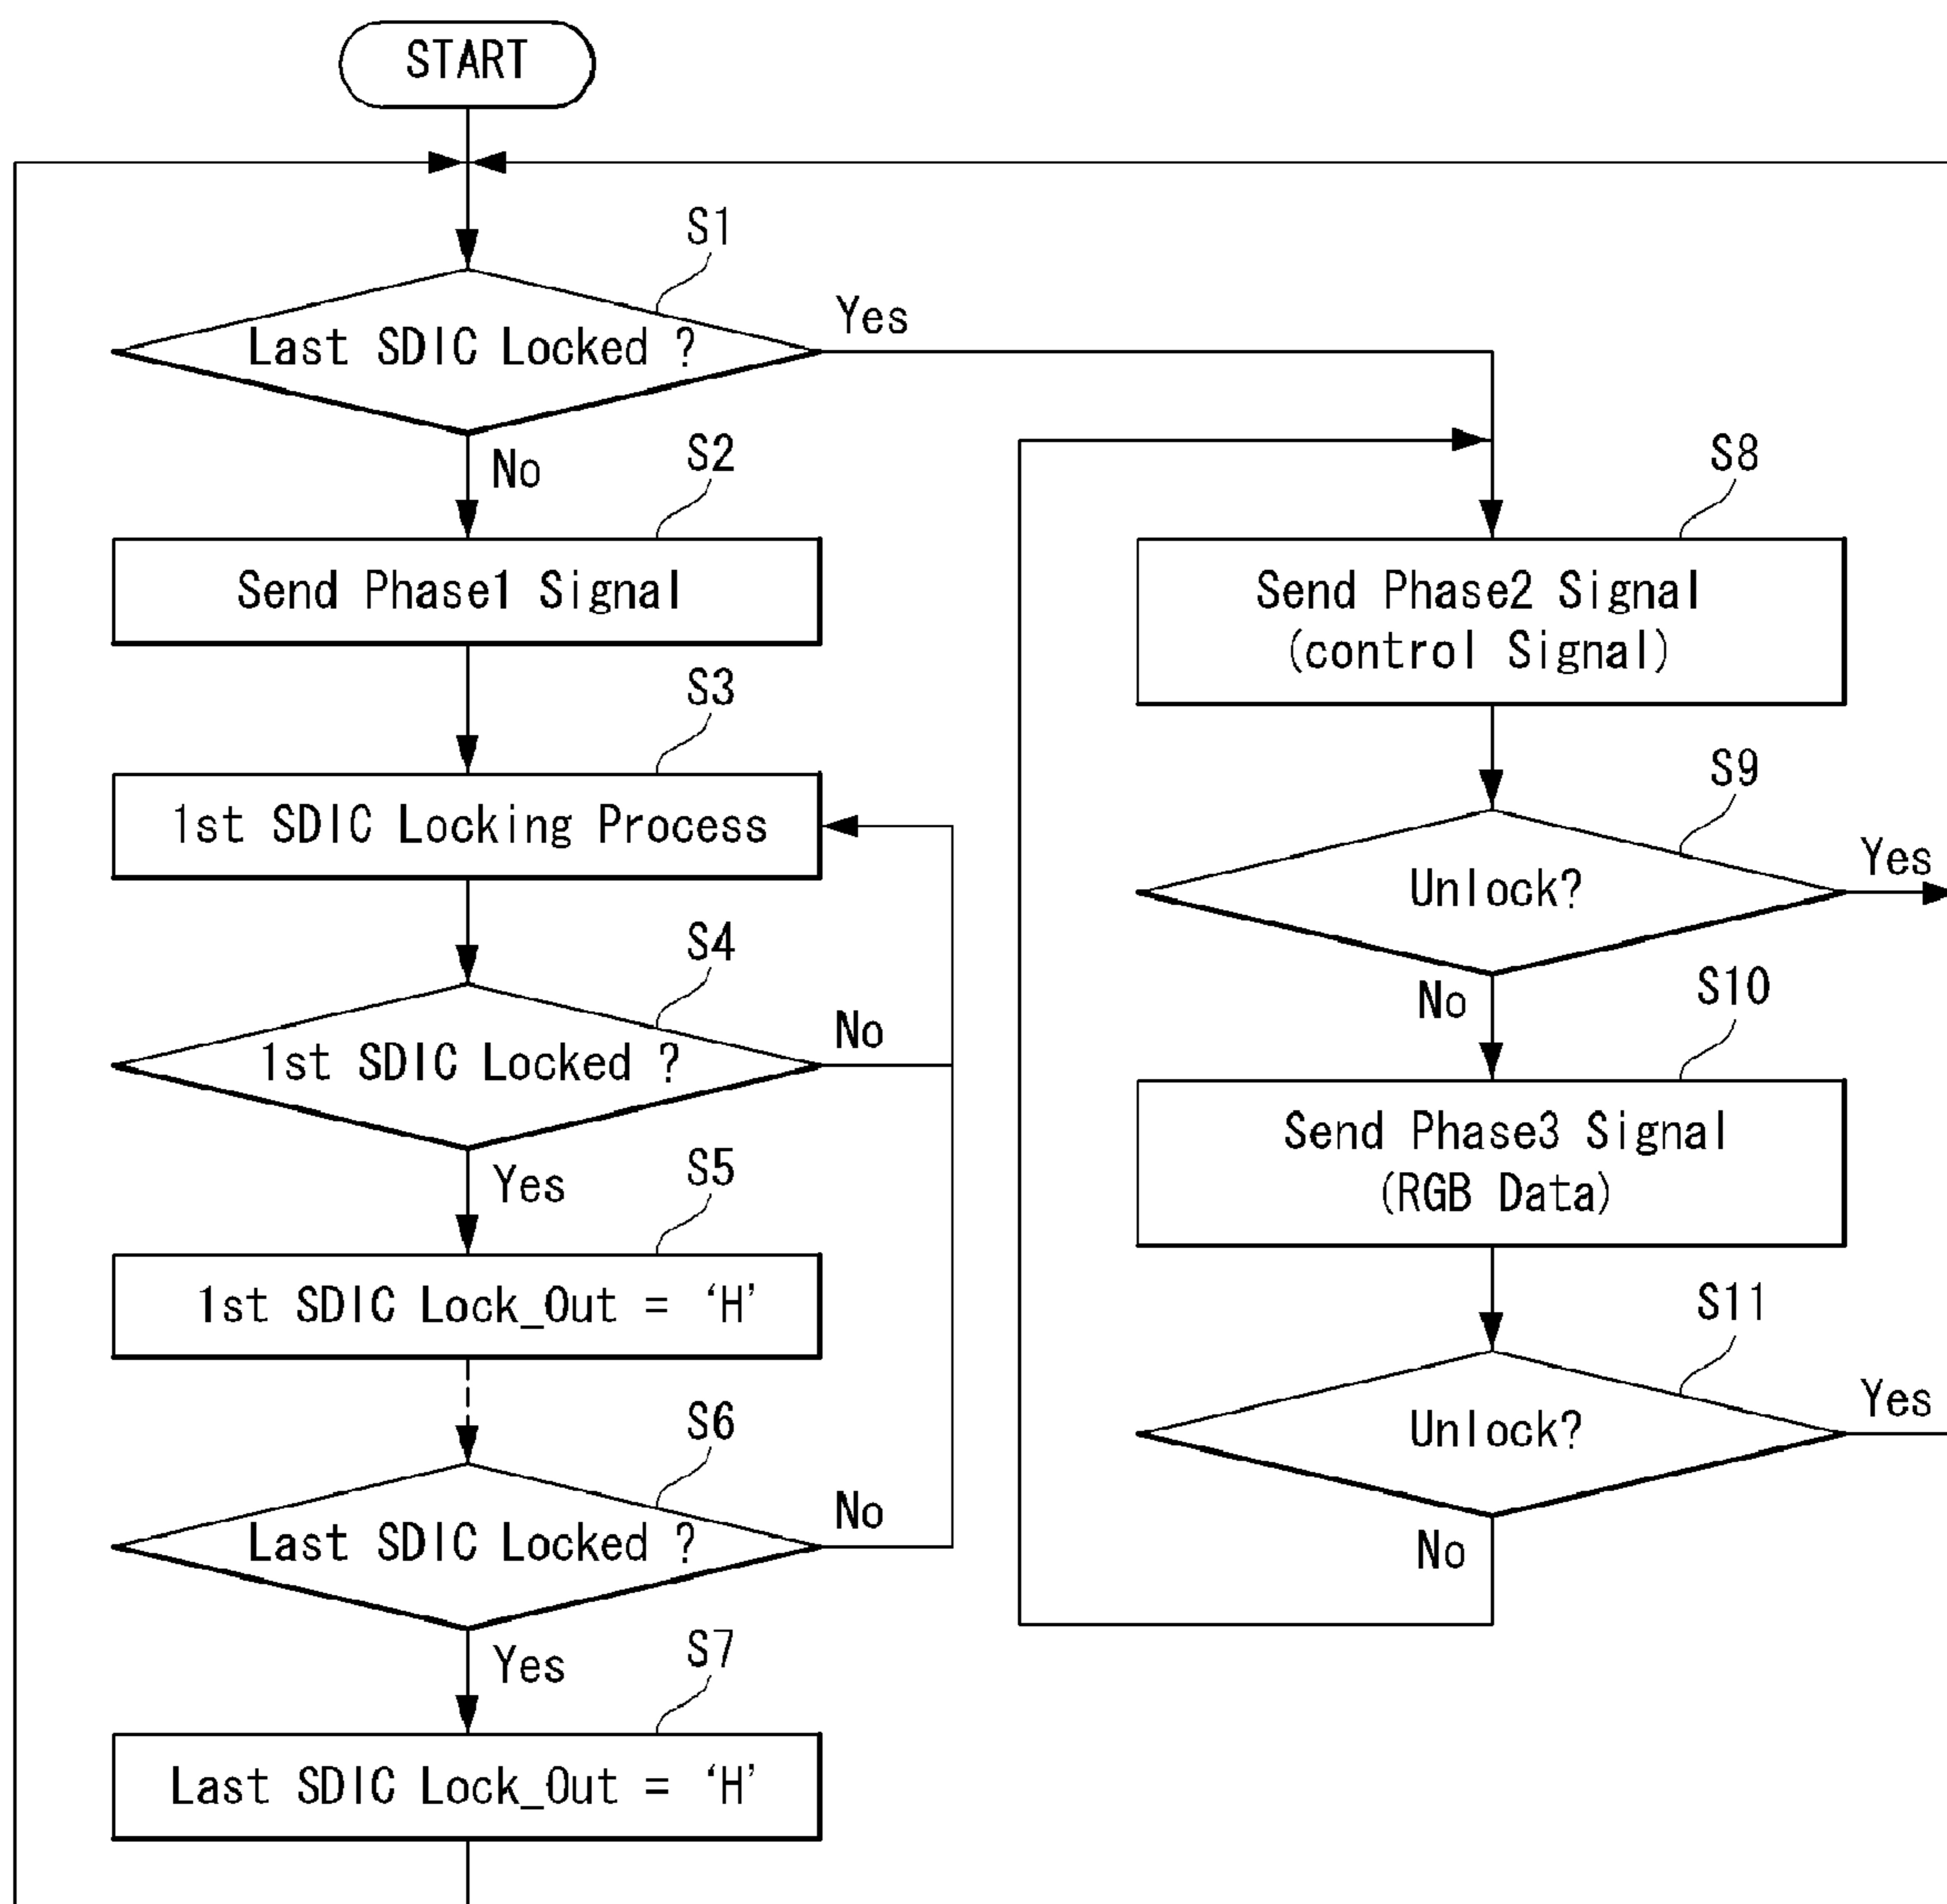 START
S1
Last SDIC Locked ?
Yes
No
S2
Send Phase1 Signal
S3
1st SDIC Locking Process
S4
1st SDIC Locked ?
No
Yes
S5
1st SDIC Lock_Out = ‘H’
S6
Last SDIC Locked ?
No
Yes
S7
Last SDIC Lock_Out = ‘H’
S8
Send Phase2 Signal
(control Signal)
S9
Unlock?
Yes
No
S10
Send Phase3 Signal
(RGB Data)
S11
Unlock?
Yes
No